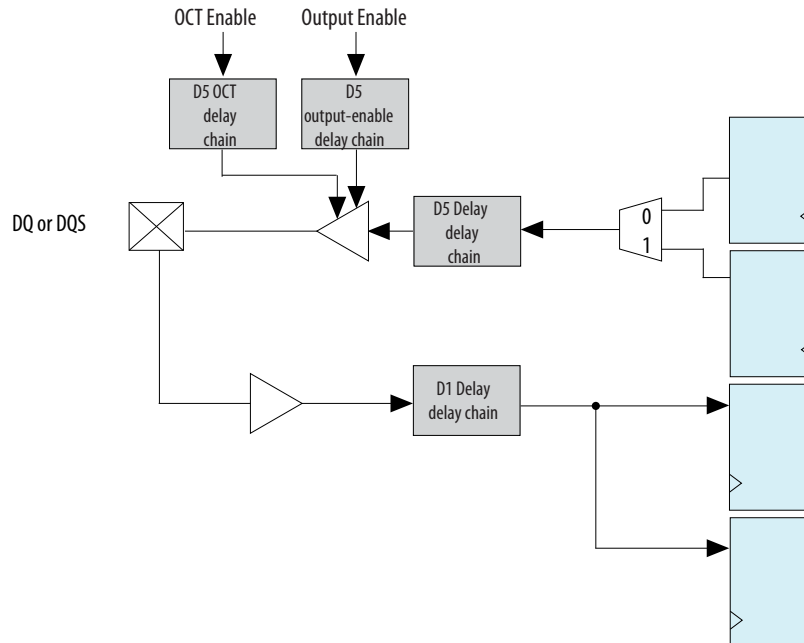 OCT Enable
Output Enable
D5 OCT
delay
chain
D5
output-enable
delay chain
DQ or DQS
D5 Delay
delay
chain
0
1
D1 Delay
delay chain